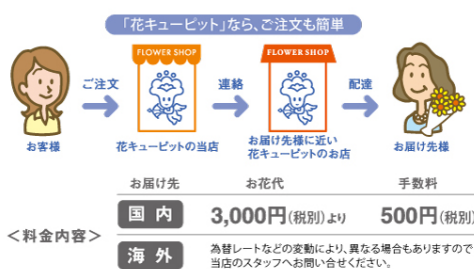 「花キューピット」なら、ご注文も簡単
FLOWER SHOP
FLOWER SHOP
ご注文
連絡
配達
お客様
花キューピットの当店
お届け先様に近い
花キューピットのお店
お届け先様
お届け先 お花代 手数料
国内 3,000円(税別)より 500円(税別)
＜料金内容＞
海外 為替レートなどの変動により、異なる場合もありますので
当店のスタッフへお問い合せください。